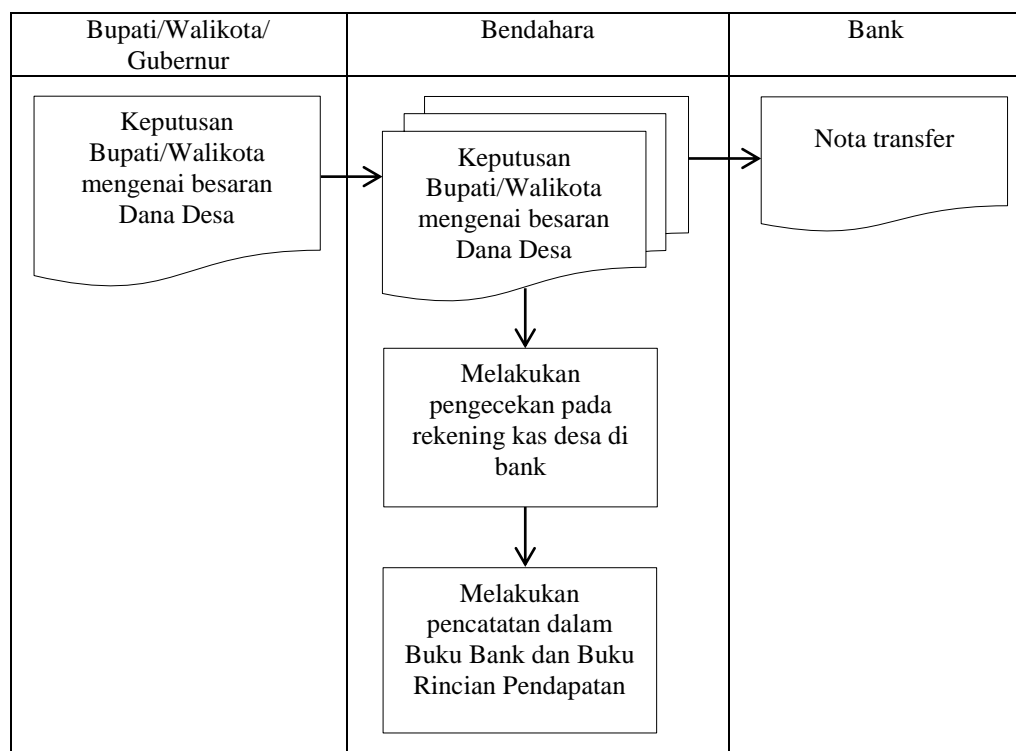 Bupati/Walikota/
Gubernur
Bendahara
Bank
Keputusan
Bupati/Walikota
mengenai besaran
Dana Desa
Keputusan
Bupati/Walikota
mengenai besaran
Dana Desa
Nota transfer
Melakukan
pengecekan pada
rekening kas desa di
bank
Melakukan
pencatatan dalam
Buku Bank dan Buku
Rincian Pendapatan